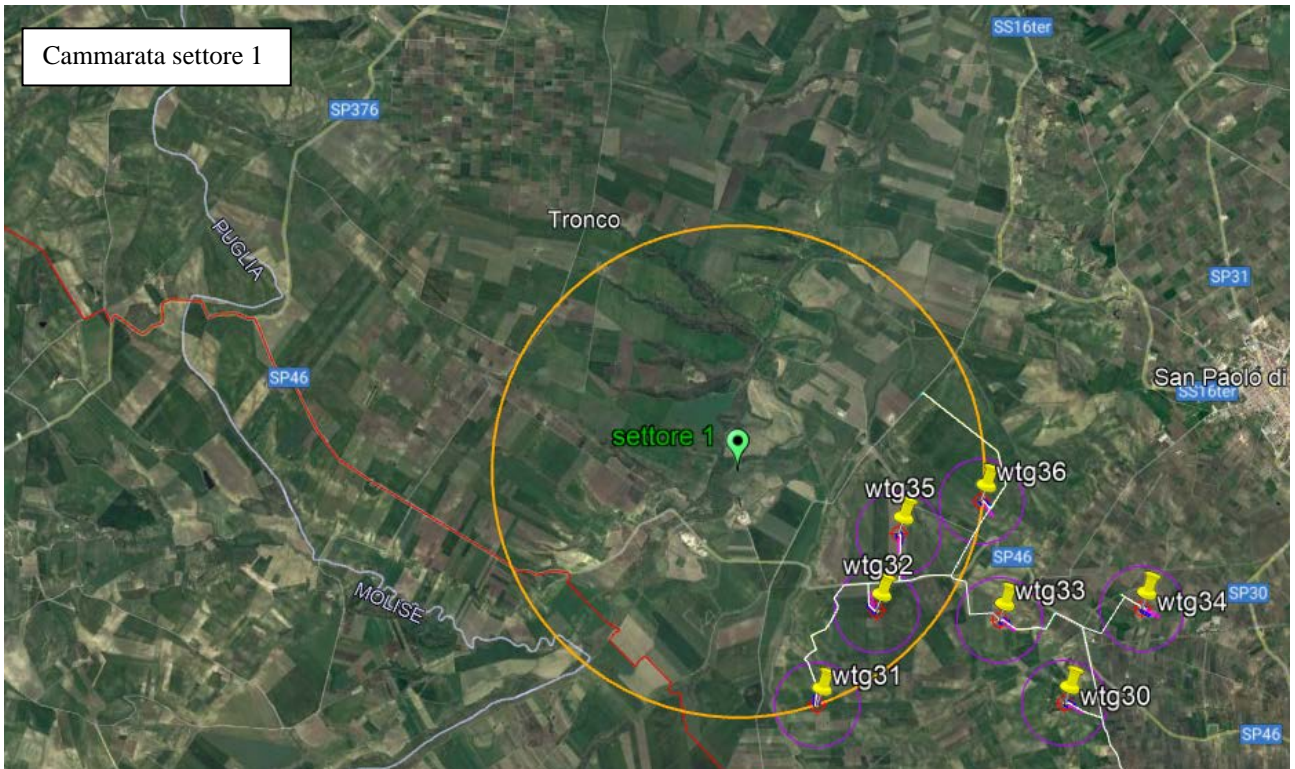 Cammarata settore 1
SS16ter
SP376
Tronco
PUGLIA
SP31
SP46
San Paolo di
SS16ter
settore 1
wtg36
wtg35
SP46
wtg32
wtg33
wtg34
SP30
MOLISE
wtg31
wtg30
SP46